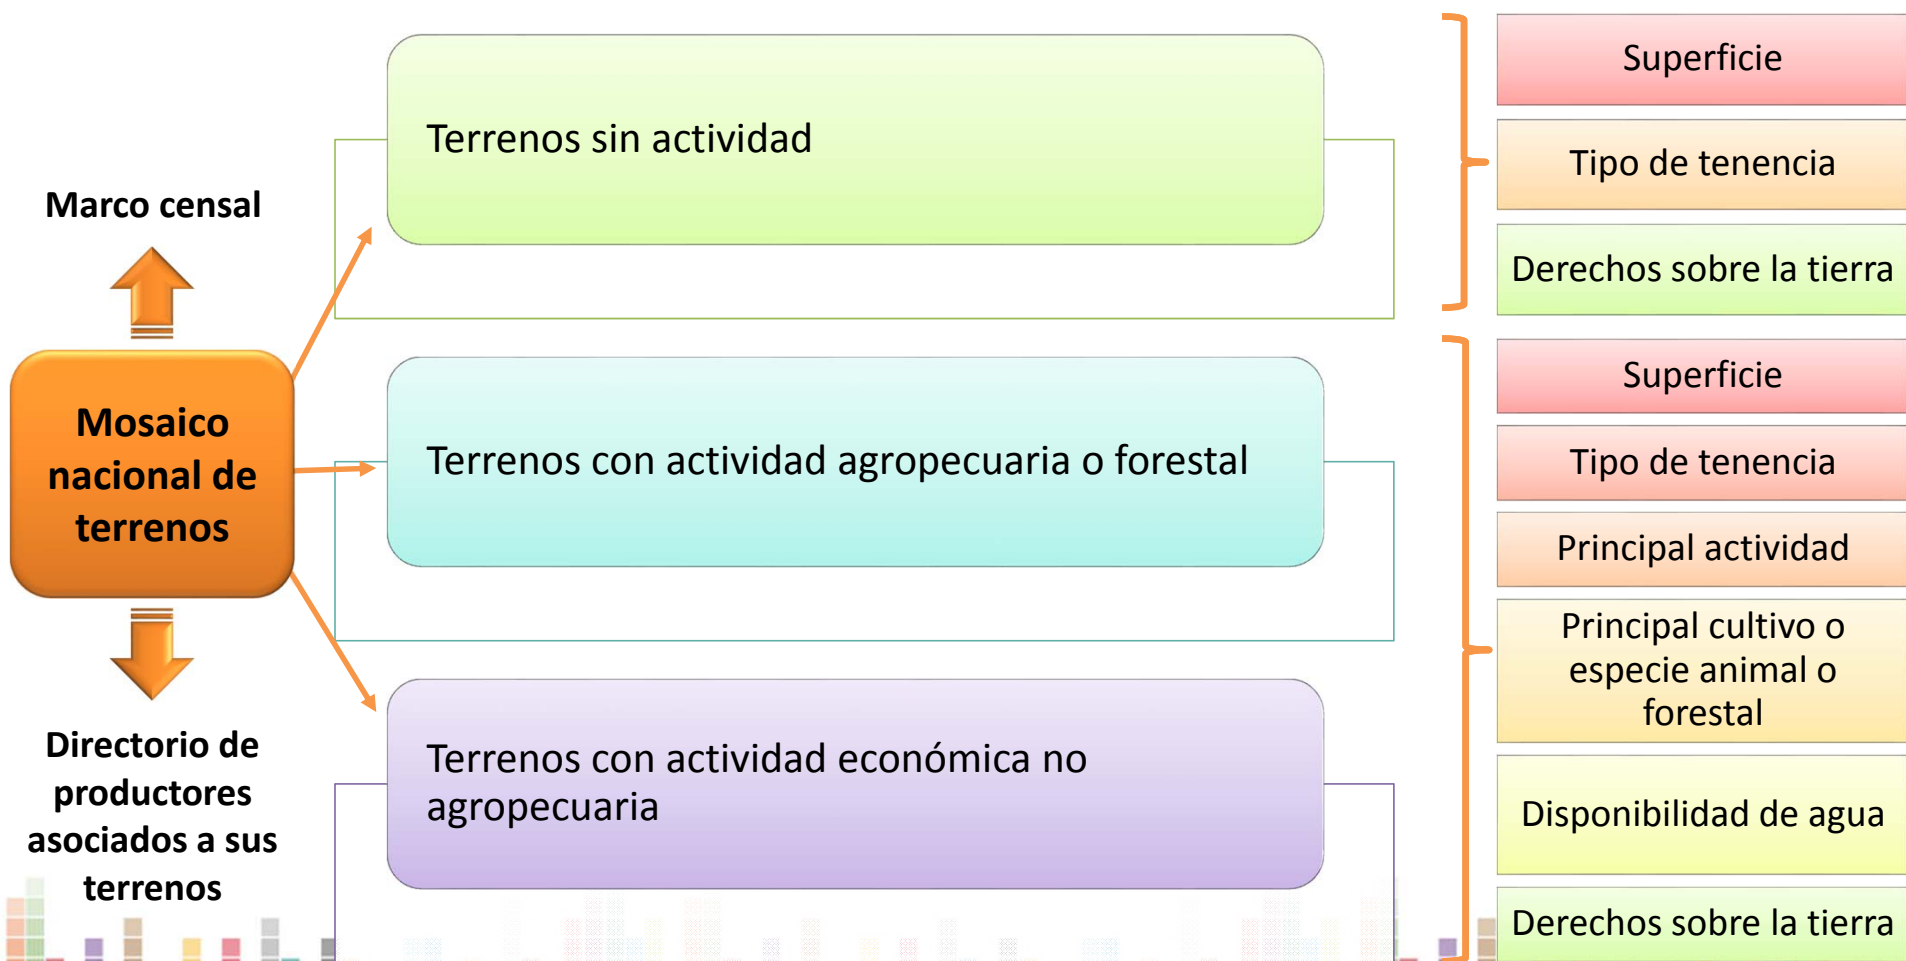 Marco censal
Mosaico
nacional de
terrenos
Directorio de
productores
asociados a sus
terrenos
Terrenos sin actividad
Terrenos con actividad agropecuaria o forestal
Terrenos con actividad económica no
agropecuaria
Superficie
Tipo de tenencia
Derechos sobre la tierra
Superficie
Tipo de tenencia
Principal actividad
Principal cultivo o
especie animal o
forestal
Disponibilidad de agua
Derechos sobre la tierra